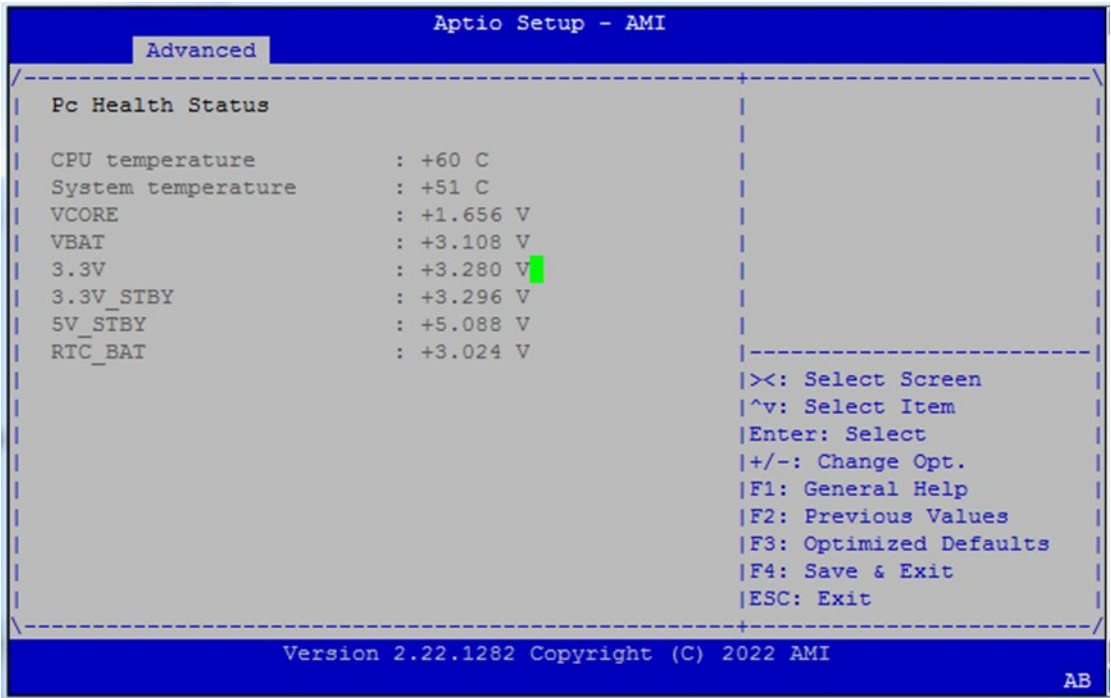 Aptio Setup - AMI
Advanced
Pc Health Status
CPU temperature : +60 C
System temperature : +51 C
VCORE : +1.656 V
VBAT : +3.108 V
3.3V : +3.280 V
3.3V_STBY : +3.296 V
5V_STBY : +5.088 V
RTC_BAT : +3.024 V
><: Select Screen
^v: Select Item
Enter: Select
+/-: Change Opt.
F1: General Help
F2: Previous Values
F3: Optimized Defaults
F4: Save & Exit
ESC: Exit
Version 2.22.1282 Copyright (C) 2022 AMI
AB